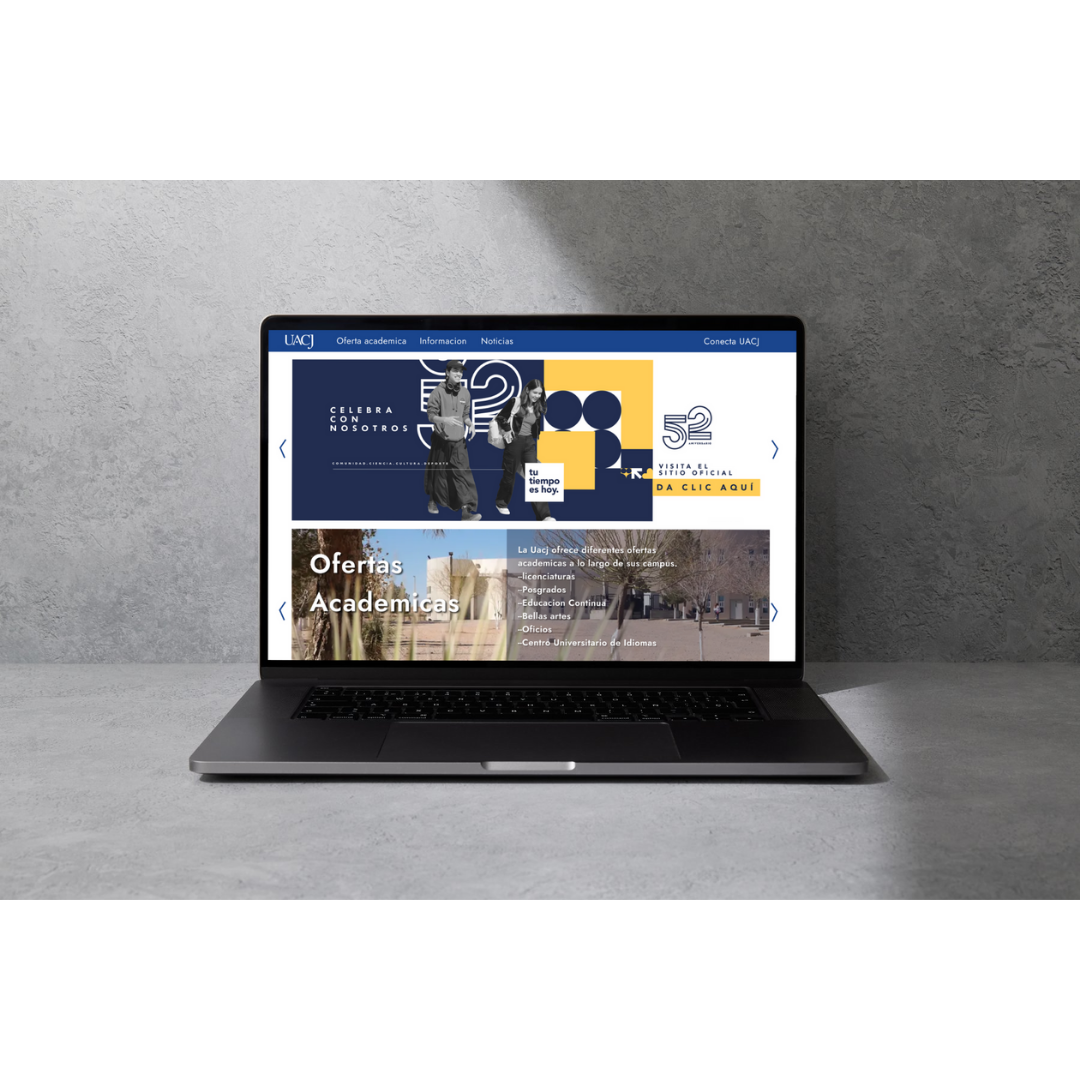 UACJ
Oferta academica
Informacion
Noticias
Conecta UACJ
52
CELEBRA
CON
NOSOTROS
COMUNIDAD.CIENCIA.CULTURA.DEPORTE
tu
tiempo
es hoy.
52
ANIVERSARIO
VISITA EL
SITIO OFICIAL
DA CLIC AQUÍ
Ofertas
Academicas
La Uacj ofrece diferentes ofertas
academicas a lo largo de sus campus.
-licenciaturas
-Posgrados
-Educacion Continua
-Bellas artes
-Oficios
-Centro Universitario de Idiomas